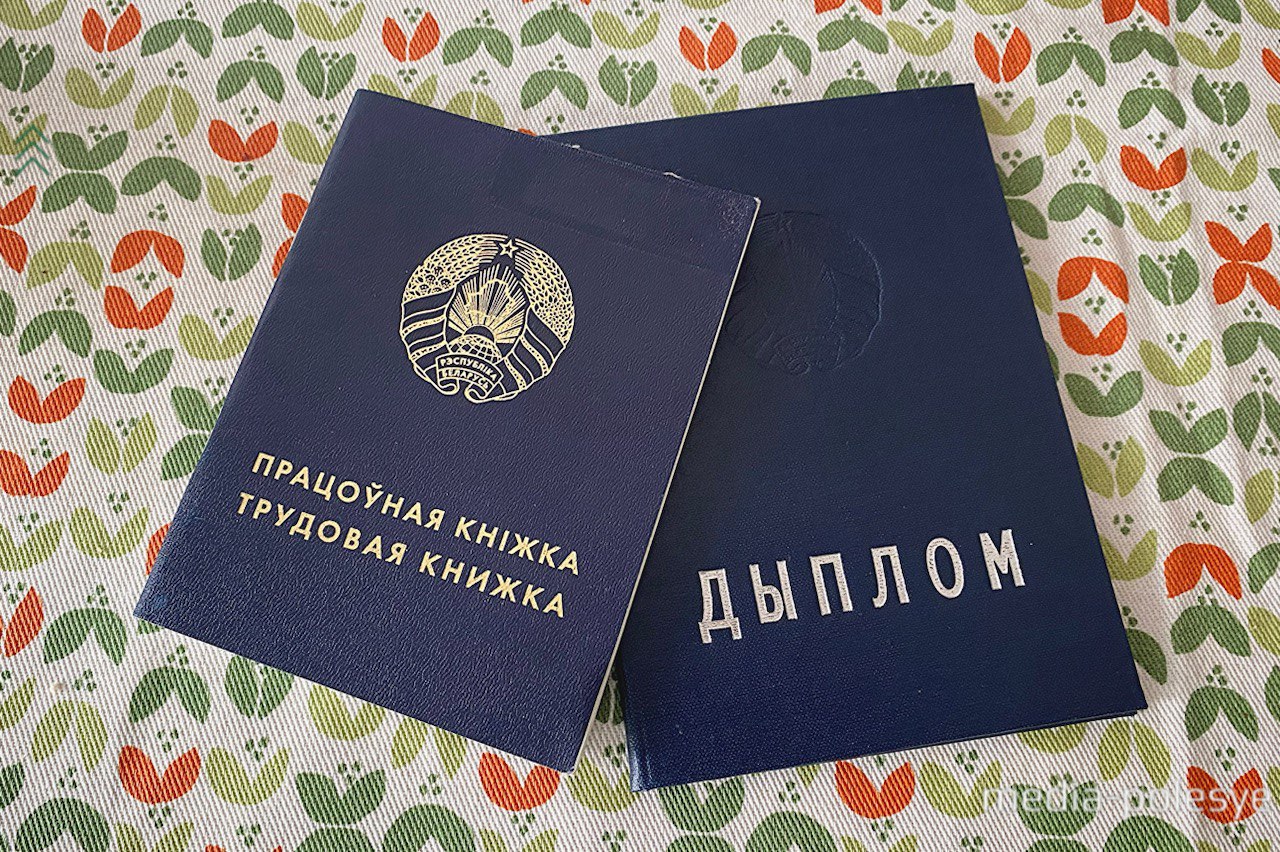 РЭСПУБЛІКА
БЕЛАРУСЬ
ПРАЦОЎНАЯ КНІЖКА
ТРУДОВАЯ КНИЖКА
ДЫПЛОМ
media-polesye